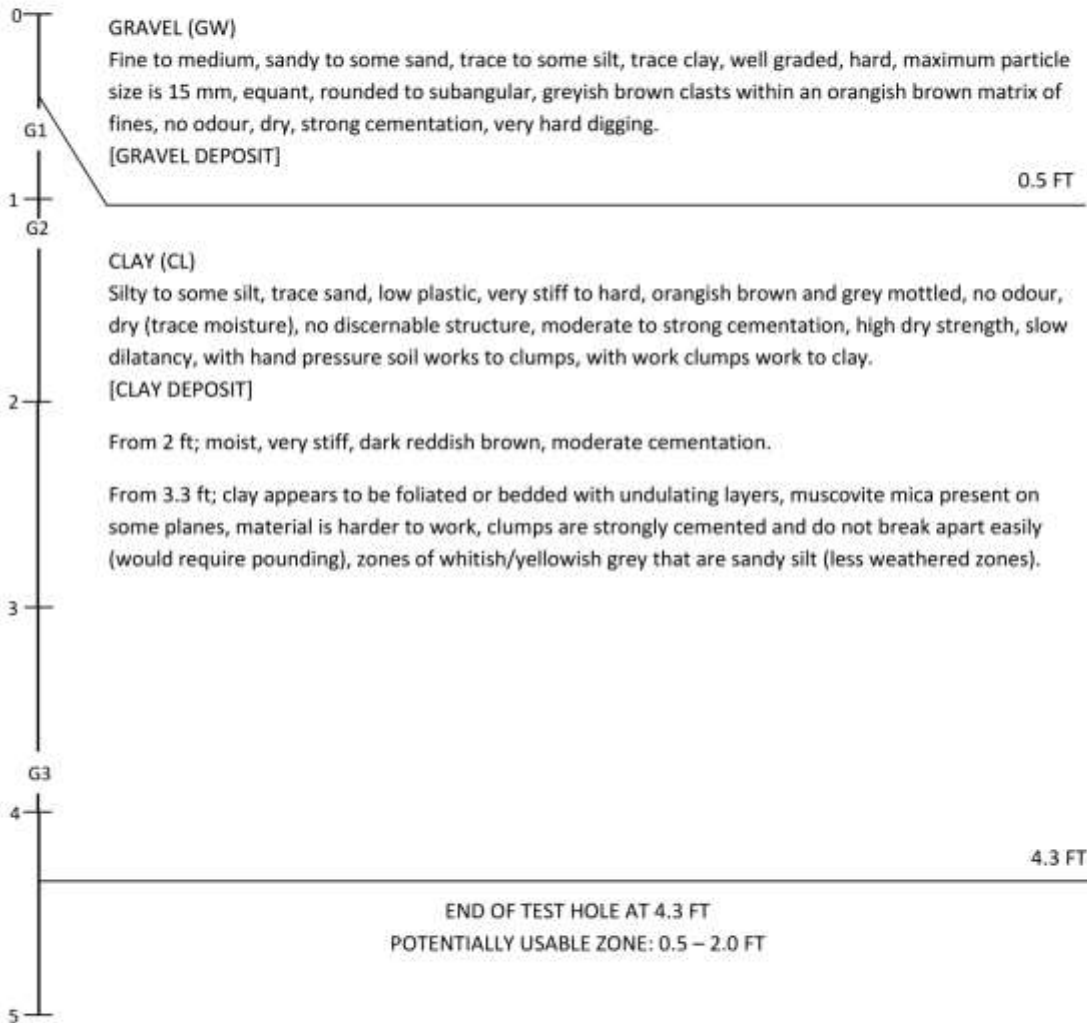 0
GRAVEL (GW)
Fine to medium, sandy to some sand, trace to some silt, trace clay, well graded, hard, maximum particle
size is 15 mm, equant, rounded to subangular, greyish brown clasts within an orangish brown matrix of
fines, no odour, dry, strong cementation, very hard digging.
G1
[GRAVEL DEPOSIT]
0.5 FT
1
G2
CLAY (CL)
Silty to some silt, trace sand, low plastic, very stiff to hard, orangish brown and grey mottled, no odour,
dry (trace moisture), no discernable structure, moderate to strong cementation, high dry strength, slow
dilatancy, with hand pressure soil works to clumps, with work clumps work to clay.
[CLAY DEPOSIT]
2
From 2 ft; moist, very stiff, dark reddish brown, moderate cementation.
From 3.3 ft; clay appears to be foliated or bedded with undulating layers, muscovite mica present on
some planes, material is harder to work, clumps are strongly cemented and do not break apart easily
(would require pounding), zones of whitish/yellowish grey that are sandy silt (less weathered zones).
3
G3
4
4.3 FT
END OF TEST HOLE AT 4.3 FT
POTENTIALLY USABLE ZONE: 0.5 – 2.0 FT
5